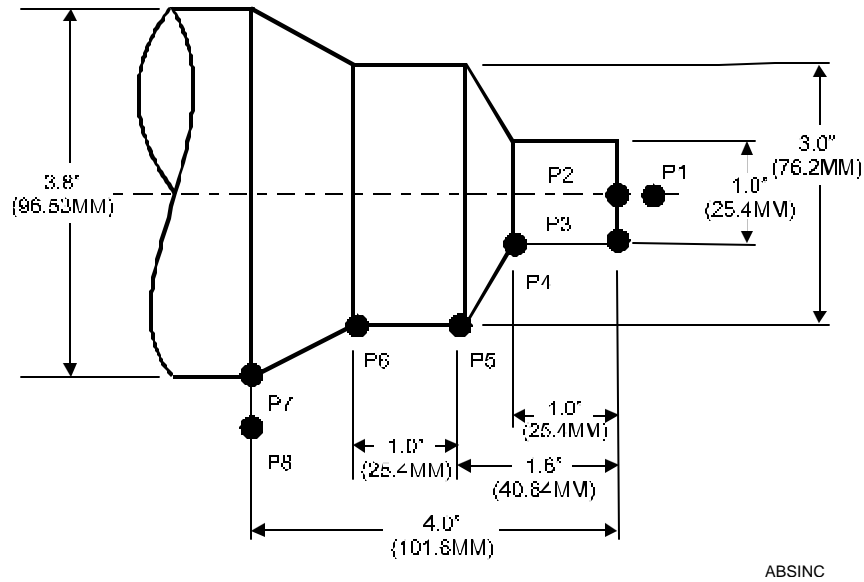 3.0"
(76.2MM)
P2
P1
1.0"
(25.4MM)
3.8"
(96.53MM)
P3
P4
P6
P5
P7
P8
1.0"
(25.4MM)
1.0"
(25.4MM)
1.6"
(40.64MM)
4.0"
(101.6MM)
ABSINC